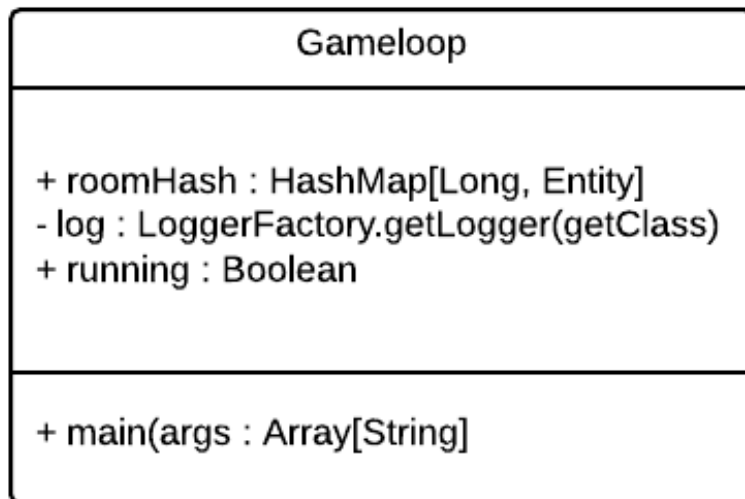 Gameloop
+ roomHash : HashMap[Long, Entity]
- log : LoggerFactory.getLogger(getClass)
+ running : Boolean
+ main(args : Array[String]